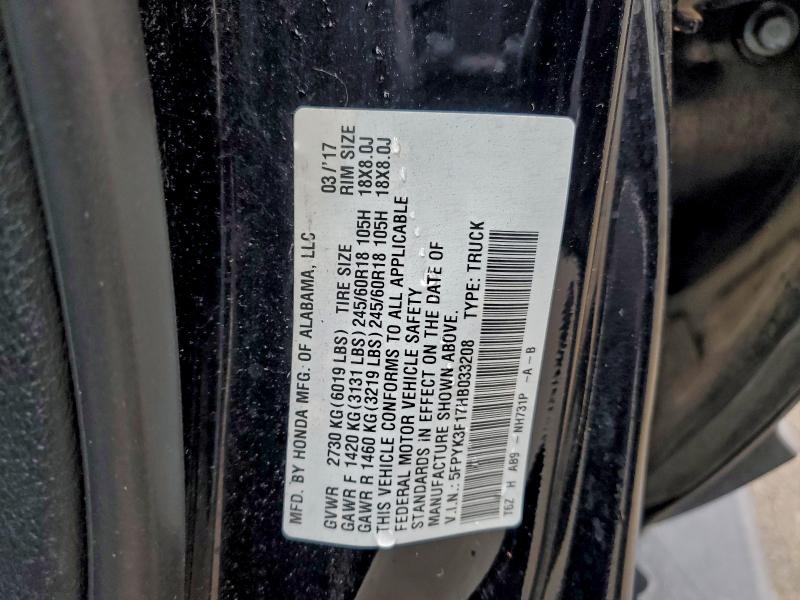 MFD. BY HONDA MFG. OF ALABAMA, LLC 03/'17
GVWR 2730 KG (6019 LBS) TIRE SIZE RIM SIZE
GAWR F 1420 KG (3131 LBS) 245/60R18 105H 18X8.0J
GAWR R 1460 KG (3219 LBS) 245/60R18 105H 18X8.0J
THIS VEHICLE CONFORMS TO ALL APPLICABLE
FEDERAL MOTOR VEHICLE SAFETY
STANDARDS IN EFFECT ON THE DATE OF
MANUFACTURE SHOWN ABOVE.
V.I.N.: 5FPYK3F17HB033208 TYPE: TRUCK
T6Z H AB9 - NH731P -A -B